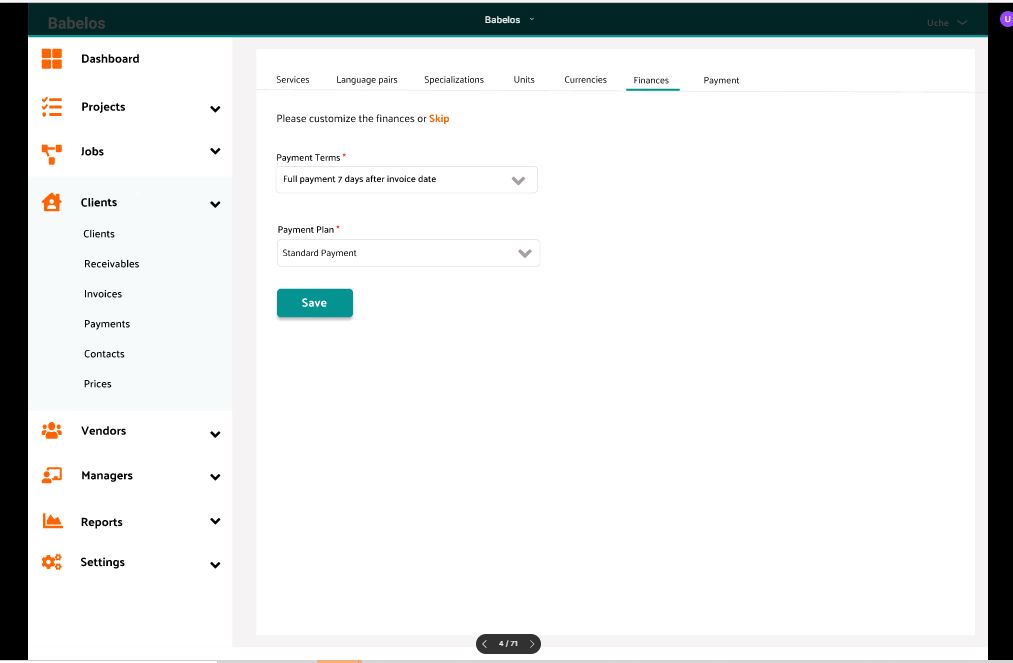 Babelos
Babelos
Uche
U
Dashboard
Projects
Jobs
Clients
Clients
Receivables
Invoices
Payments
Contacts
Prices
Vendors
Managers
Reports
Settings
Services Language pairs Specializations Units Currencies Finances Payment
Please customize the finances or Skip
Payment Terms *
Full payment 7 days after invoice date
Payment Plan *
Standard Payment
Save
4 / 71